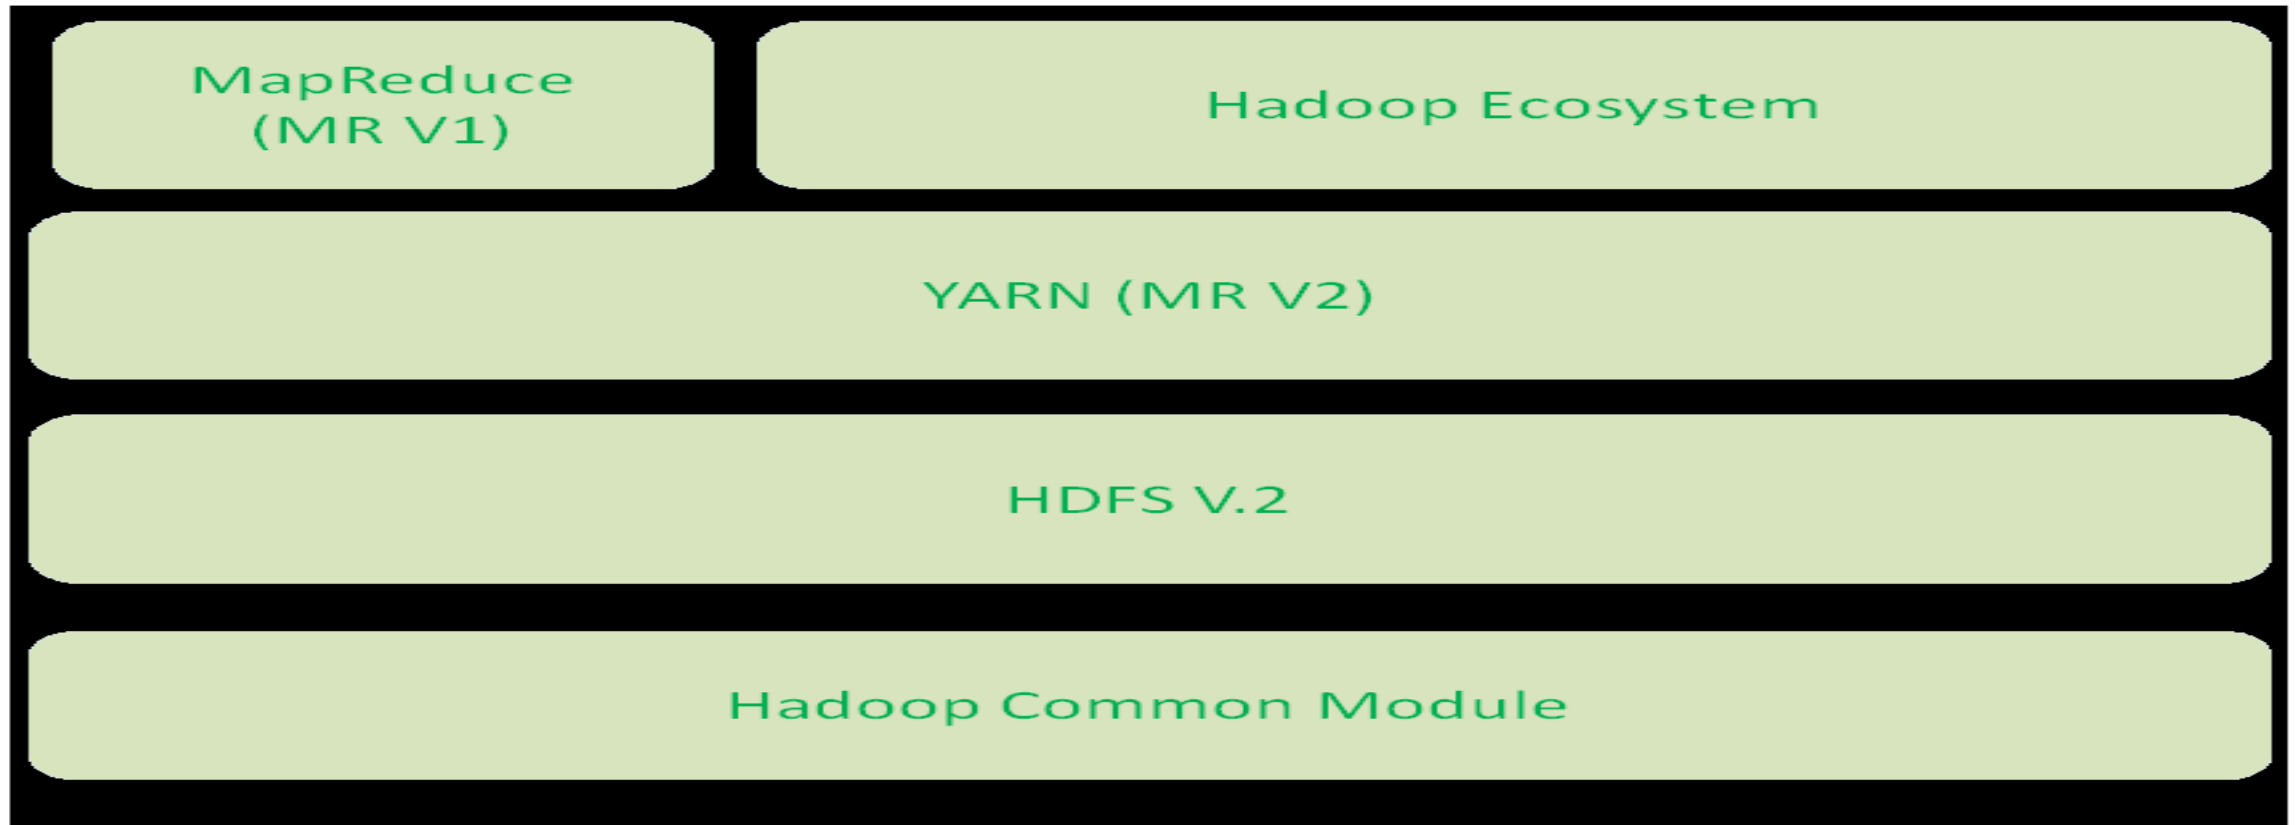 MapReduce
(MR V1)
Hadoop Ecosystem
YARN (MR V2)
HDFS V.2
Hadoop Common Module